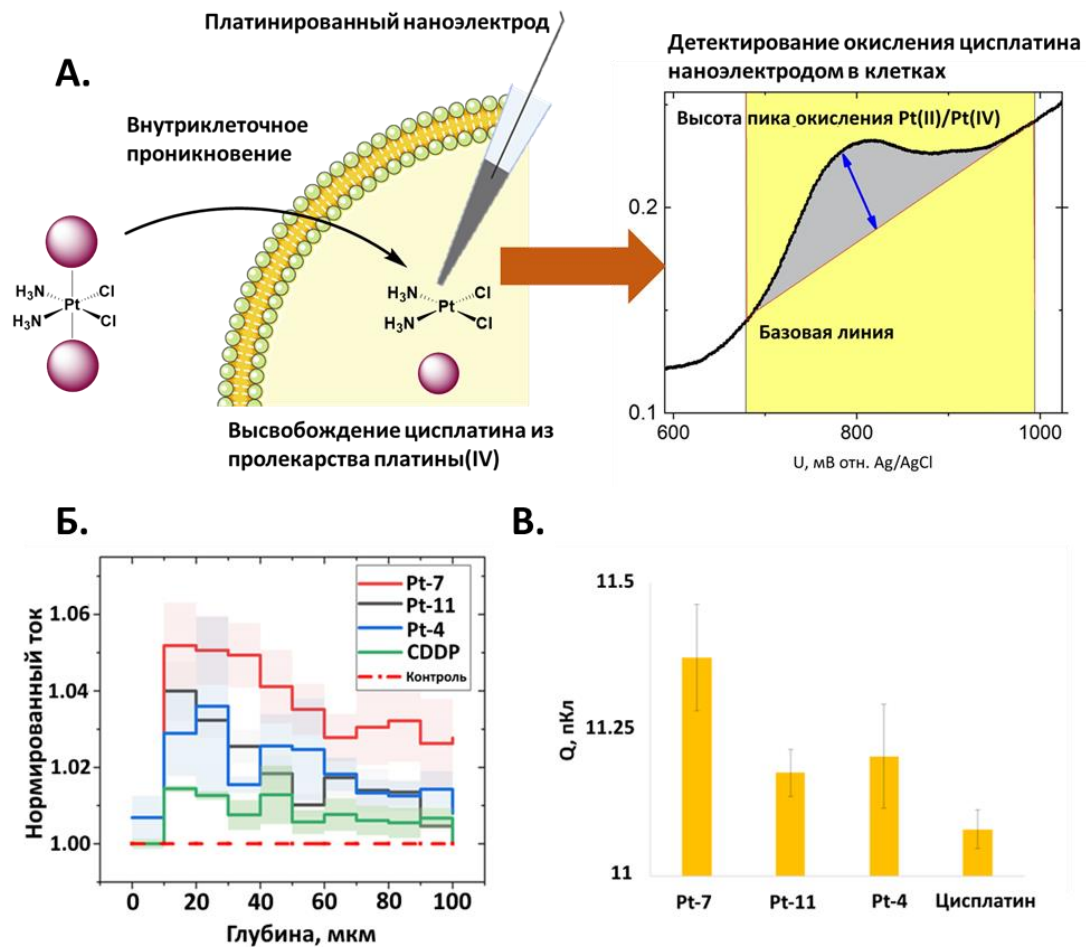 Платинированный наноэлектрод
А.
Внутриклеточное
проникновение
H₃N
Cl
Pt
H₃N
Cl
H₃N
Cl
Pt
H₃N
Cl
Высвобождение цисплатина из
пролекарства платины(IV)
Детектирование окисления цисплатина
наноэлектродом в клетках
Высота пика окисления Pt(II)/Pt(IV)
0.2
Базовая линия
0.1
600
800
1000
U, мВ отн. Ag/AgCl
Б.
Нормированный ток
1.06
1.04
1.02
1.00
Pt-7
Pt-11
Pt-4
CDDP
Контроль
0 20 40 60 80 100
Глубина, мкм
В.
Q, пКл
11.5
11.25
11
Pt-7 Pt-11 Pt-4 Цисплатин